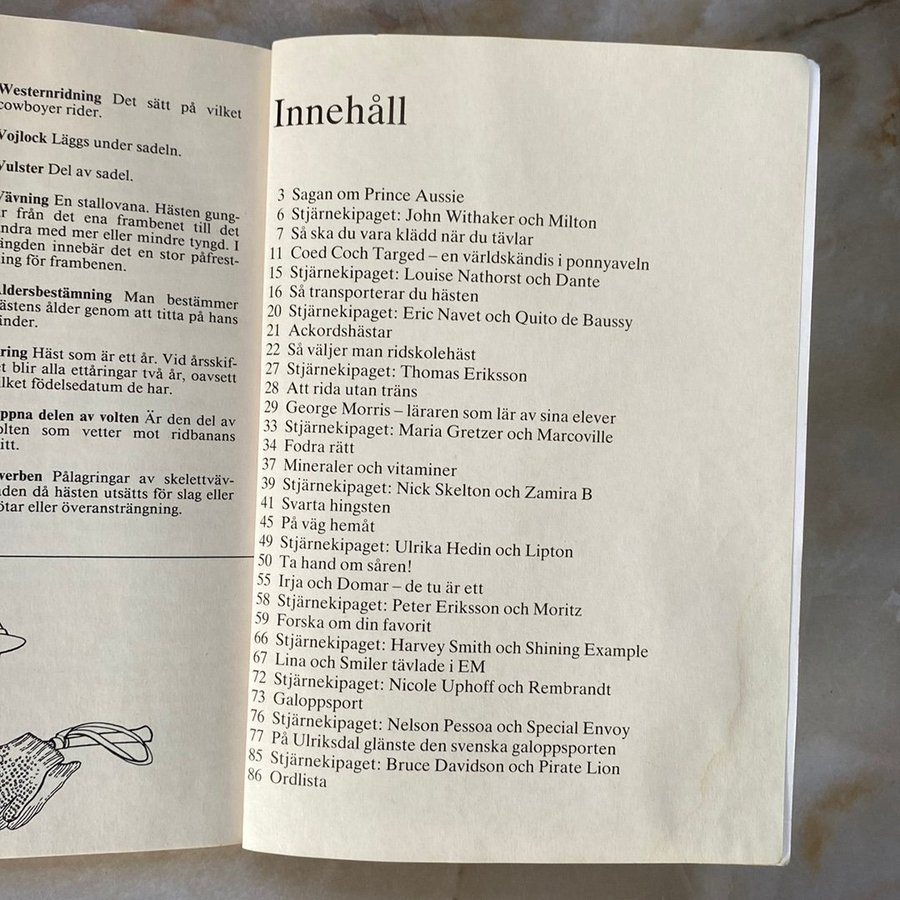 Westernridning Det sätt på vilket
cowboyer rider.
Vojlock Läggs under sadeln.
Vulster Del av sadel.
Vävning En stallovana. Hästen gung-
r från det ena frambenet till det
ndra med mer eller mindre tyngd. I
ängden innebär det en stor påfrest-
ing för frambenen.
ldersbestämning Man bestämmer
ästens ålder genom att titta på hans
änder.
ring Häst som är ett år. Vid årsskif-
et blir alla ettåringar två år, oavsett
ilket födelsedatum de har.
ppna delen av volten Är den del av
olten som vetter mot ridbanans
itt.
verben Pålagringar av skelettväv-
den då hästen utsätts för slag eller
ötar eller överansträngning.
Innehåll
3 Sagan om Prince Aussie
6 Stjärnekipaget: John Withaker och Milton
7 Så ska du vara klädd när du tävlar
11 Coed Coch Targed – en världskändis i ponnyaveln
15 Stjärnekipaget: Louise Nathorst och Dante
16 Så transporterar du hästen
20 Stjärnekipaget: Eric Navet och Quito de Baussy
21 Ackordshästar
22 Så väljer man ridskolehäst
27 Stjärnekipaget: Thomas Eriksson
28 Att rida utan träns
29 George Morris – läraren som lär av sina elever
33 Stjärnekipaget: Maria Gretzer och Marcoville
34 Fodra rätt
37 Mineraler och vitaminer
39 Stjärnekipaget: Nick Skelton och Zamira B
41 Svarta hingsten
45 På väg hemåt
49 Stjärnekipaget: Ulrika Hedin och Lipton
50 Ta hand om såren!
55 Irja och Domar – de tu är ett
58 Stjärnekipaget: Peter Eriksson och Moritz
59 Forska om din favorit
66 Stjärnekipaget: Harvey Smith och Shining Example
67 Lina och Smiler tävlade i EM
72 Stjärnekipaget: Nicole Uphoff och Rembrandt
73 Galoppsport
76 Stjärnekipaget: Nelson Pessoa och Special Envoy
77 På Ulriksdal glänste den svenska galoppsporten
85 Stjärnekipaget: Bruce Davidson och Pirate Lion
86 Ordlista